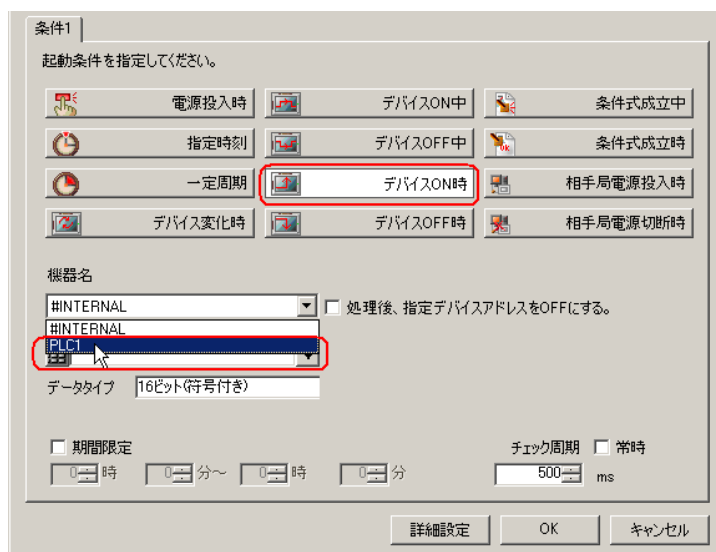 条件1
起動条件を指定してください。
電源投入時 デバイスON中 条件式成立中
指定時刻 デバイスOFF中 条件式成立時
一定周期 デバイスON時 相手局電源投入時
デバイス変化時 デバイスOFF時 相手局電源切断時
機器名
#INTERNAL 処理後、指定デバイスアドレスをOFFにする。
#INTERNAL
PLC1
データタイプ 16ビット(符号付き)
期間限定 チェック周期 常時
0 時 0 分～ 0 時 0 分 500 ms
詳細設定 OK キャンセル